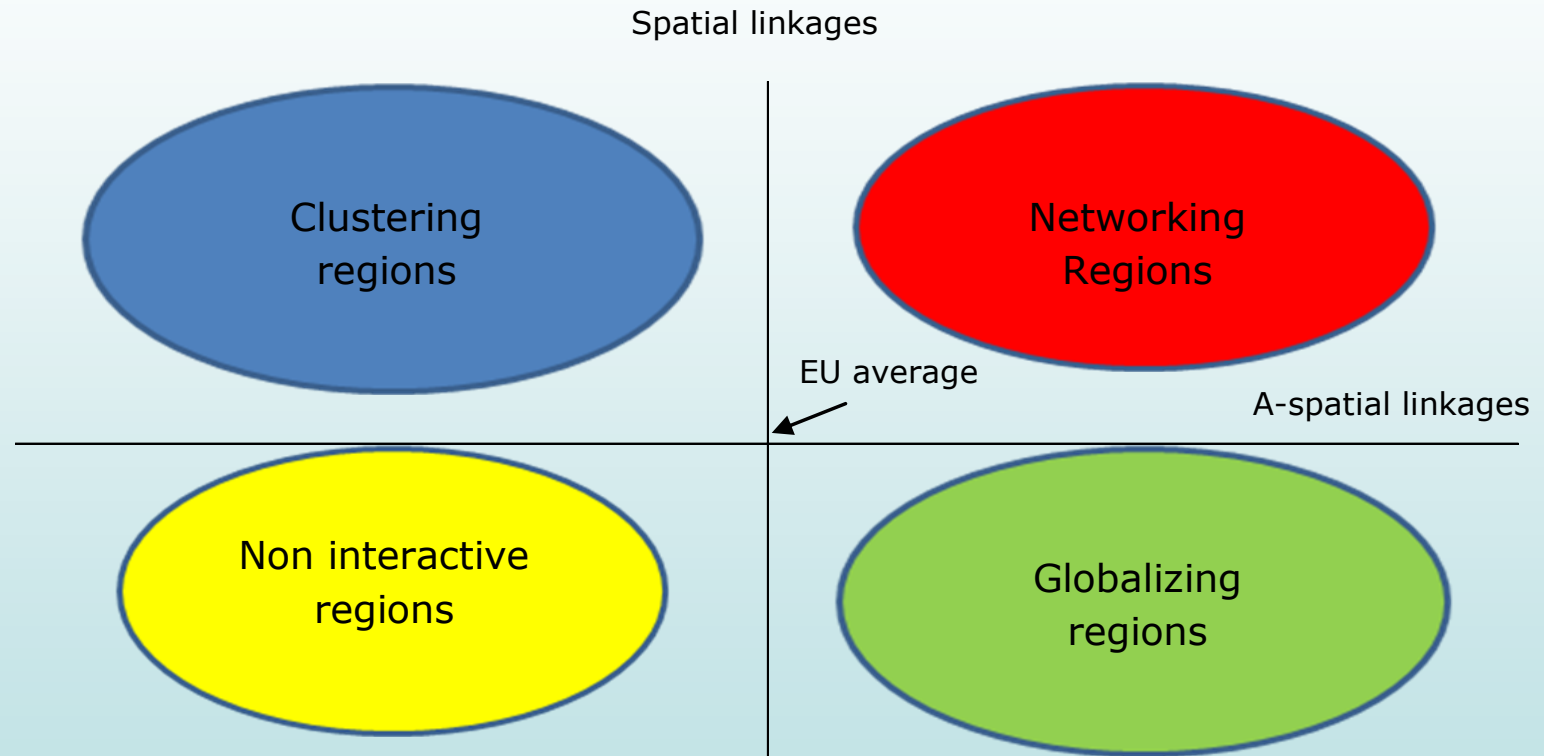 Spatial linkages
Clustering
regions
Networking
Regions
EU average
A-spatial linkages
Non interactive
regions
Globalizing
regions